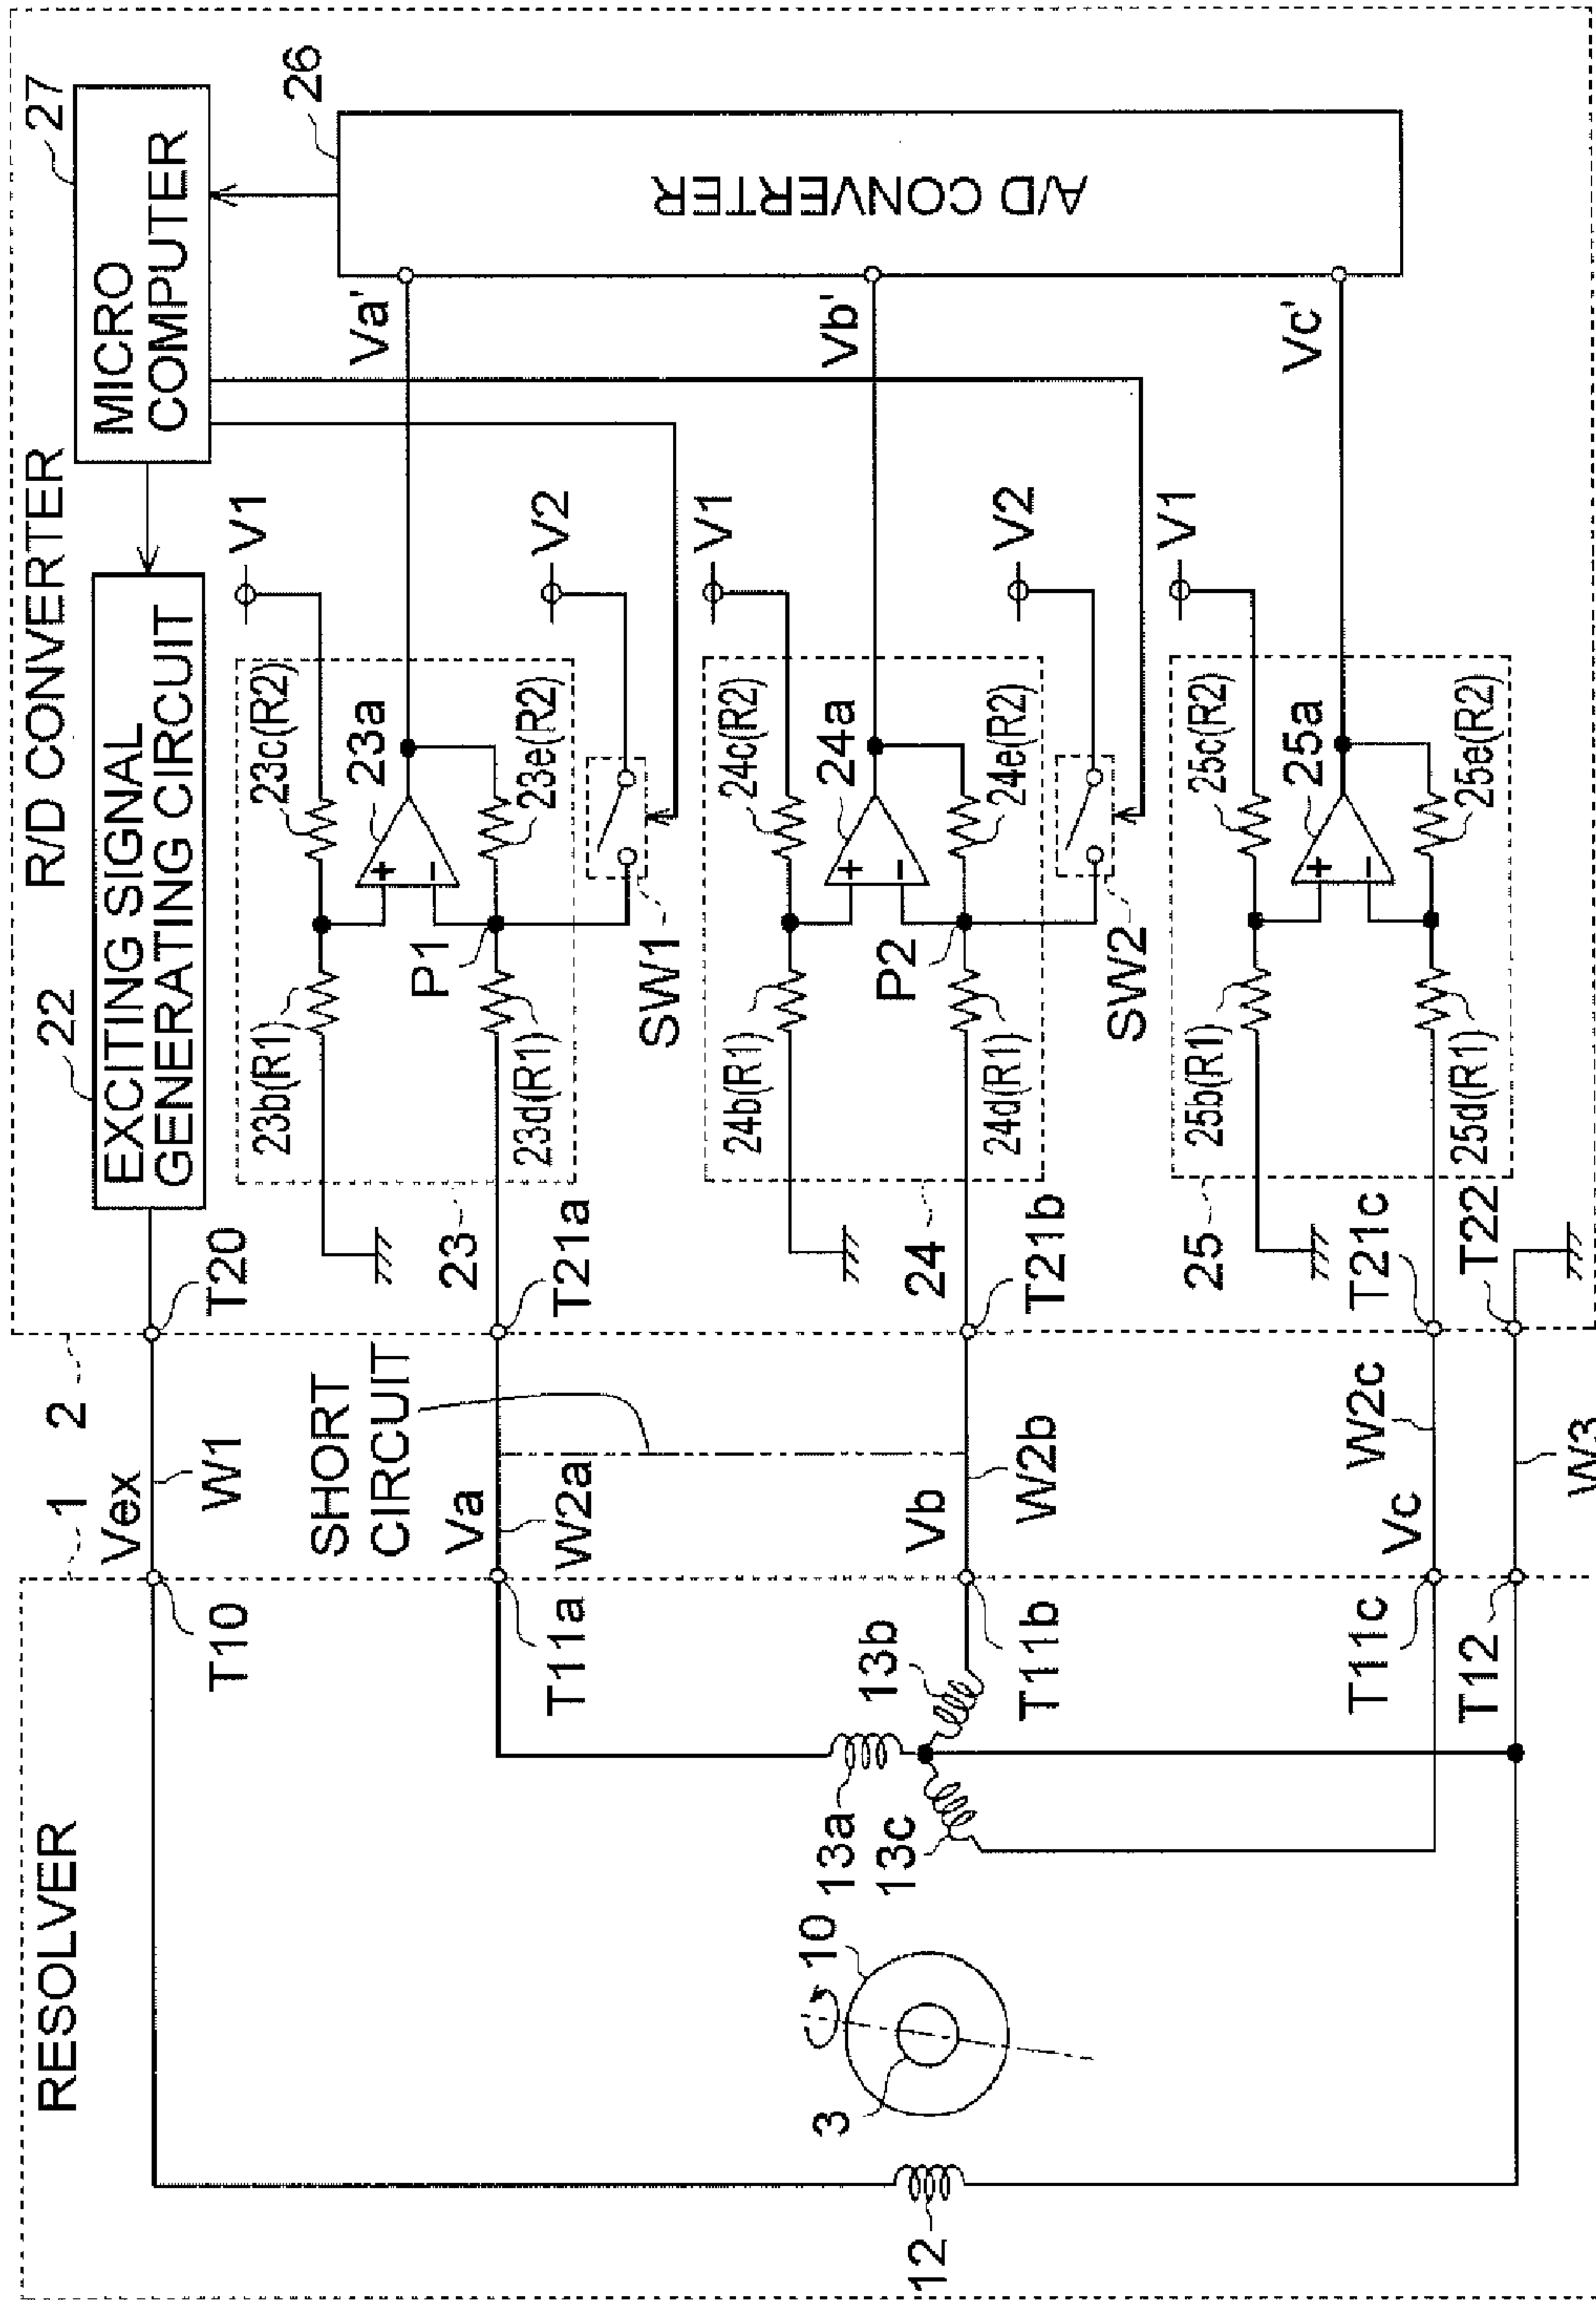 RESOLVER
1
Vex
W1
T10
2
T20
R/D CONVERTER
22
EXCITING SIGNAL
GENERATING CIRCUIT
MICRO
COMPUTER
27
26
A/D CONVERTER
SHORT
CIRCUIT
Va
W2a
T11a
T21a
23
23b(R1)
23c(R2)
V1
23a
P1
23d(R1)
23e(R2)
V2
SW1
Va'
12
3
10
13a
13b
13c
Vb
W2b
T11b
T21b
24
24b(R1)
24c(R2)
V1
24a
P2
24d(R1)
24e(R2)
V2
SW2
Vb'
Vc
W2c
T11c
T21c
25
25b(R1)
25c(R2)
V1
25a
25d(R1)
25e(R2)
Vc'
T12
W3
T22
+
-
+
-
+
-